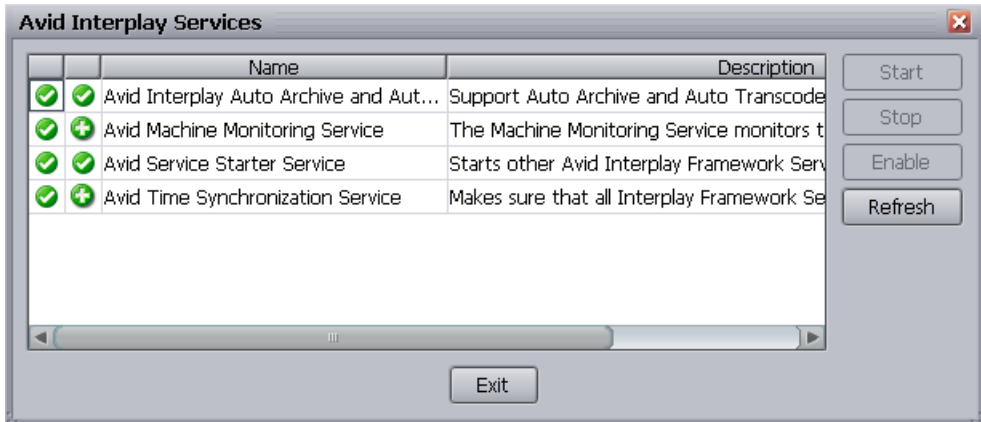 Avid Interplay Services
Name Description
Avid Interplay Auto Archive and Aut... Support Auto Archive and Auto Transcode
Avid Machine Monitoring Service The Machine Monitoring Service monitors t
Avid Service Starter Service Starts other Avid Interplay Framework Serv
Avid Time Synchronization Service Makes sure that all Interplay Framework Se
Start
Stop
Enable
Refresh
Exit